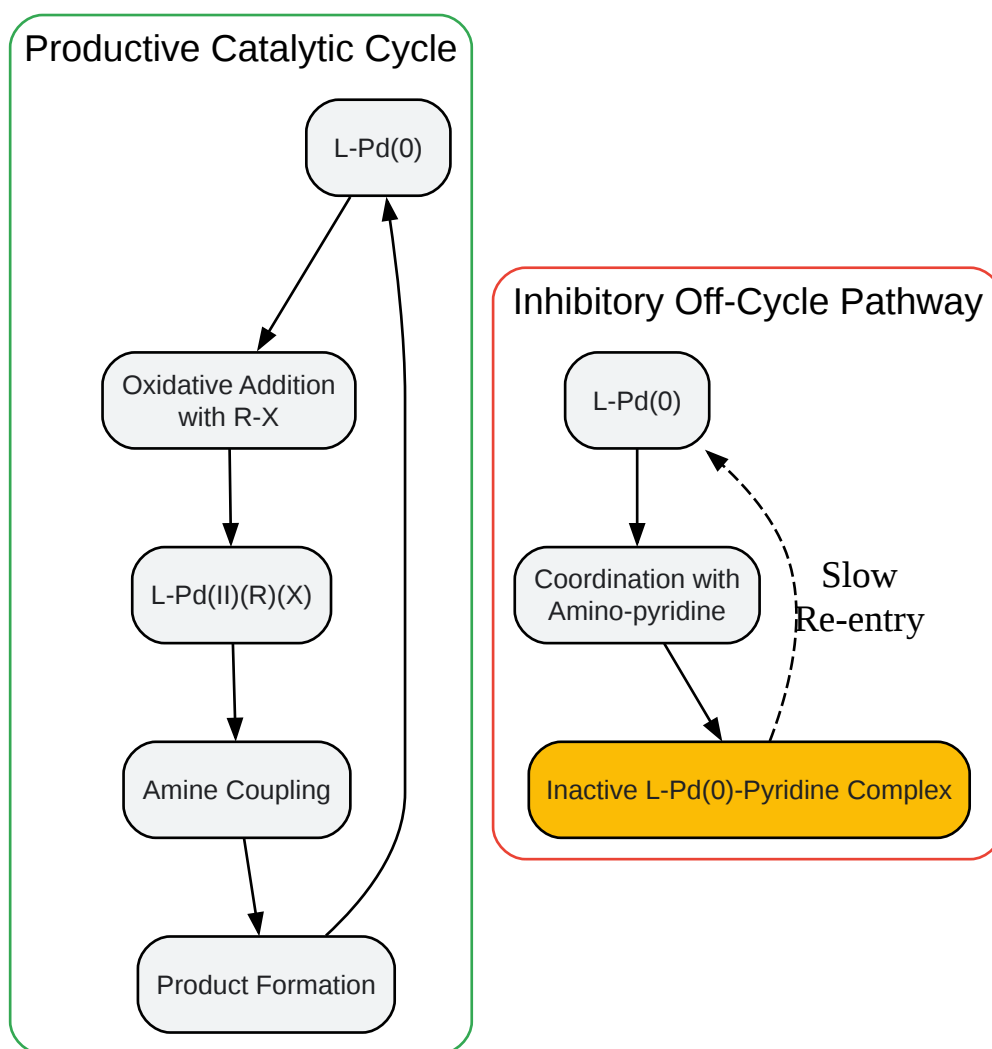 Productive Catalytic Cycle
L-Pd(0)
Oxidative Addition
with R-X
L-Pd(II)(R)(X)
Amine Coupling
Product Formation
Inhibitory Off-Cycle Pathway
L-Pd(0)
Coordination with
Amino-pyridine
Slow
Re-entry
Inactive L-Pd(0)-Pyridine Complex